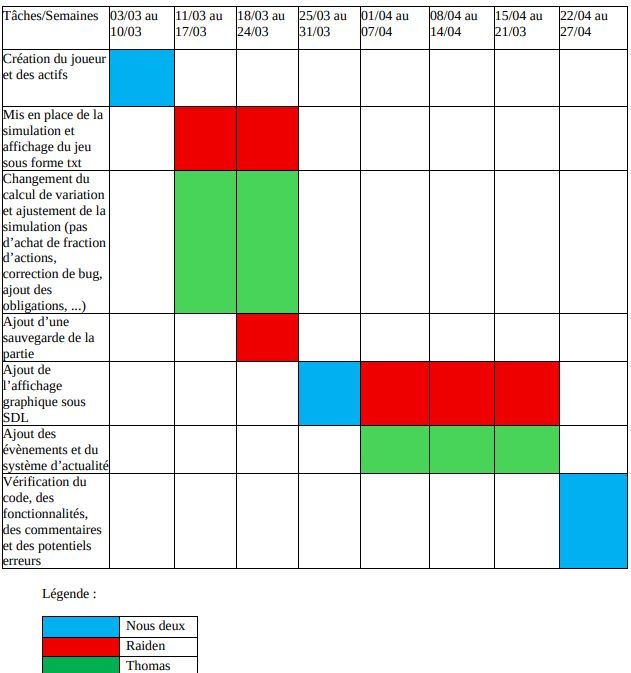 Tâches/Semaines
03/03 au
10/03
11/03 au
17/03
18/03 au
24/03
25/03 au
31/03
01/04 au
07/04
08/04 au
14/04
15/04 au
21/03
22/04 au
27/04
Création du joueur
et des actifs
Mis en place de la
simulation et
affichage du jeu
sous forme txt
Changement du
calcul de variation
et ajustement de la
simulation (pas
d’achat de fraction
d’actions,
correction de bug,
ajout des
obligations, ...)
Ajout d’une
sauvegarde de la
partie
Ajout de
l’affichage
graphique sous
SDL
Ajout des
évènements et du
système d’actualité
Vérification du
code, des
fonctionnalités,
des commentaires
et des potentiels
erreurs
Légende :
Nous deux
Raiden
Thomas